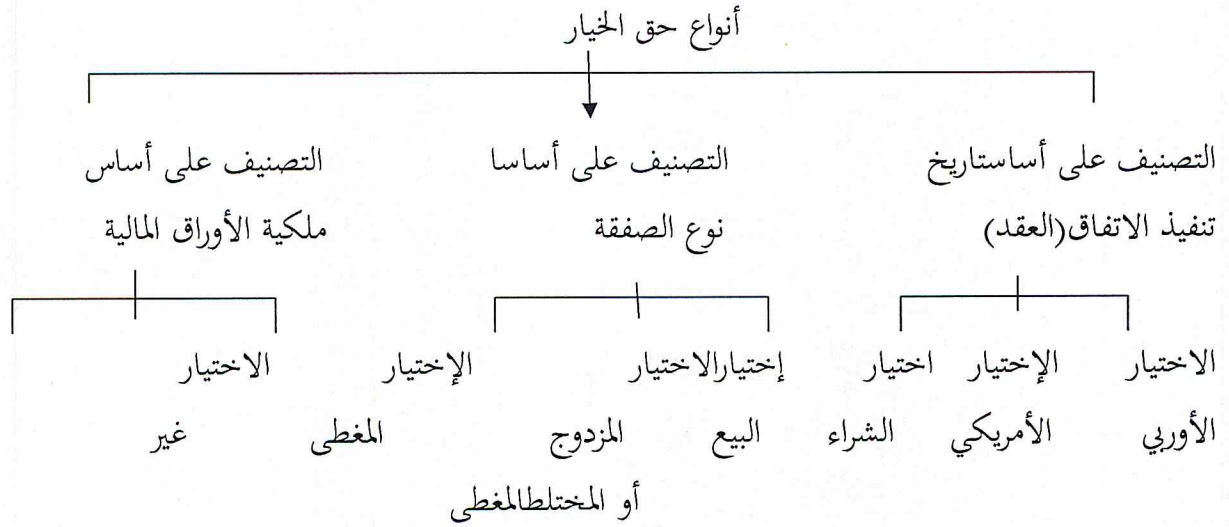 أنواع حق الخيار
التصنيف على أساستاريخ التصنيف على أساسا التصنيف على أساس
تنفيذ الاتفاق(العقد) نوع الصفقة ملكية الأوراق المالية
الاختيار الإختيار اختيار إختيارالاختيار الإختيار الاختيار
الأوربي الأمريكي الشراء البيع المزدوج المغطى غير
أو المختلطالمغطى